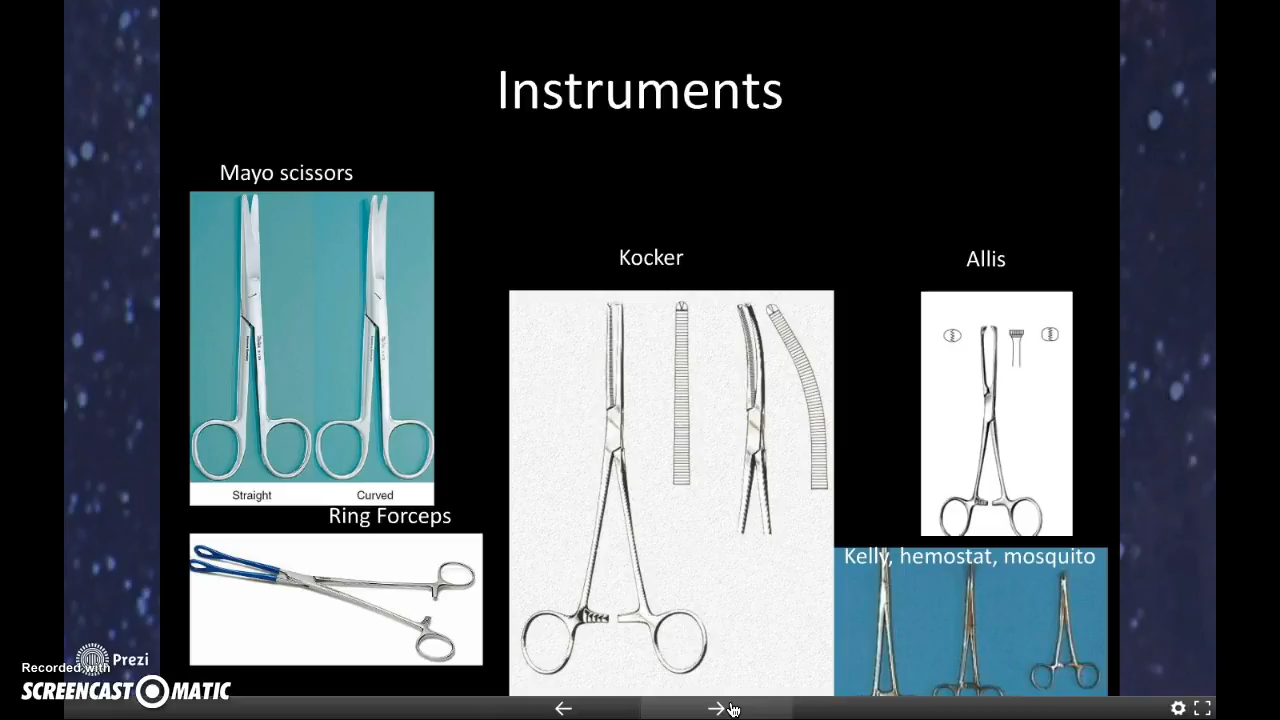 Instruments
Mayo scissors
Kocker
Allis
Straight
Curved
Ring Forceps
Kelly, hemostat, mosquito
Prezi
Recorded with
SCREENCAST MATIC